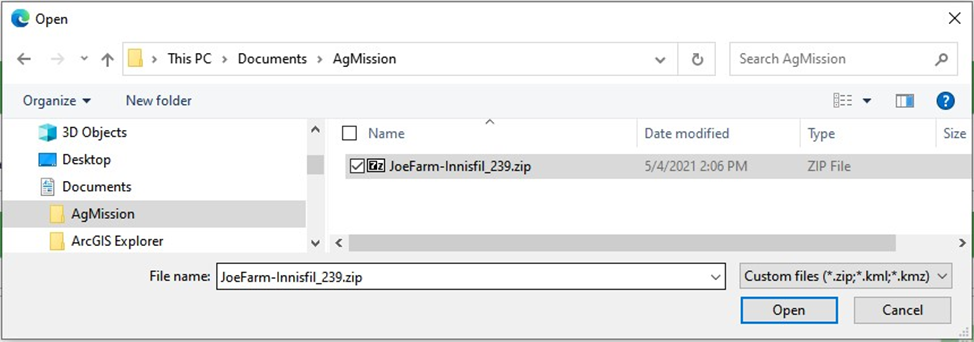 Open
This PC > Documents > AgMission
Search AgMission
Organize
New folder
?
3D Objects
Desktop
Documents
AgMission
ArcGIS Explorer
Name
Date modified
Type
Size
7z JoeFarm-Innisfil_239.zip
5/4/2021 2:06 PM
ZIP File
File name:
JoeFarm-Innisfil_239.zip
Custom files (*.zip;*.kml;*.kmz)
Open
Cancel